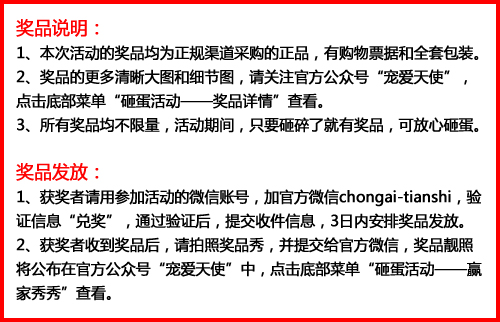 奖品说明：
1、本次活动的奖品均为正规渠道采购的正品，有购物票据和全套包装。
2、奖品的更多清晰大图和细节图，请关注官方公众号“宠爱天使”，
点击底部菜单“砸蛋活动——奖品详情”查看。
3、所有奖品均不限量，活动期间，只要砸碎了就有奖品，可放心砸蛋。
奖品发放：
1、获奖者请用参加活动的微信账号，加官方微信chongai-tianshi，验
证信息“兑奖”，通过验证后，提交收件信息，3日内安排奖品发放。
2、获奖者收到奖品后，请拍照奖品秀，并提交给官方微信，奖品靓照
将公布在官方公众号“宠爱天使”中，点击底部菜单“砸蛋活动——赢
家秀秀”查看。